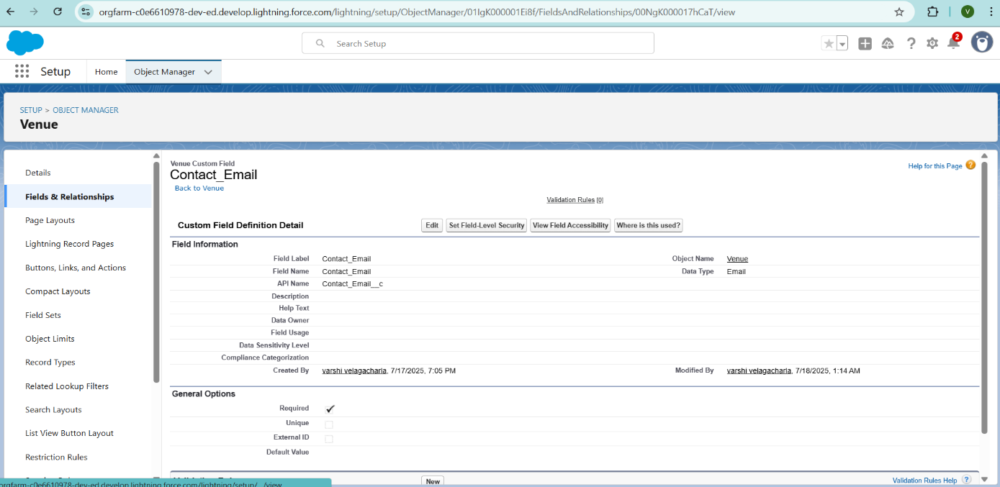 orgfarm-c0e6610978-dev-ed.develop.lightning.force.com/lightning/setup/ObjectManager/01IgK000001Ei8f/FieldsAndRelationships/00NgK000017hCaT/view
V
Search Setup
2
Setup
Home
Object Manager
SETUP > OBJECT MANAGER
Venue
Details
Fields & Relationships
Page Layouts
Lightning Record Pages
Buttons, Links, and Actions
Compact Layouts
Field Sets
Object Limits
Record Types
Related Lookup Filters
Search Layouts
List View Button Layout
Restriction Rules
Venue Custom Field
Help for this Page
Contact_Email
Back to Venue
Validation Rules [0]
Custom Field Definition Detail Edit Set Field-Level Security View Field Accessibility Where is this used?
Field Information
Field Label Contact_Email Object Name Venue
Field Name Contact_Email Data Type Email
API Name Contact_Email__c
Description
Help Text
Data Owner
Field Usage
Data Sensitivity Level
Compliance Categorization
Created By varshi velagacharla, 7/17/2025, 7:05 PM Modified By varshi velagacharla, 7/18/2025, 1:14 AM
General Options
Required
Unique
External ID
Default Value
New Validation Rules Help
orgfarm-c0e6610978-dev-ed.develop.lightning.force.com/lightning/setup/.../view